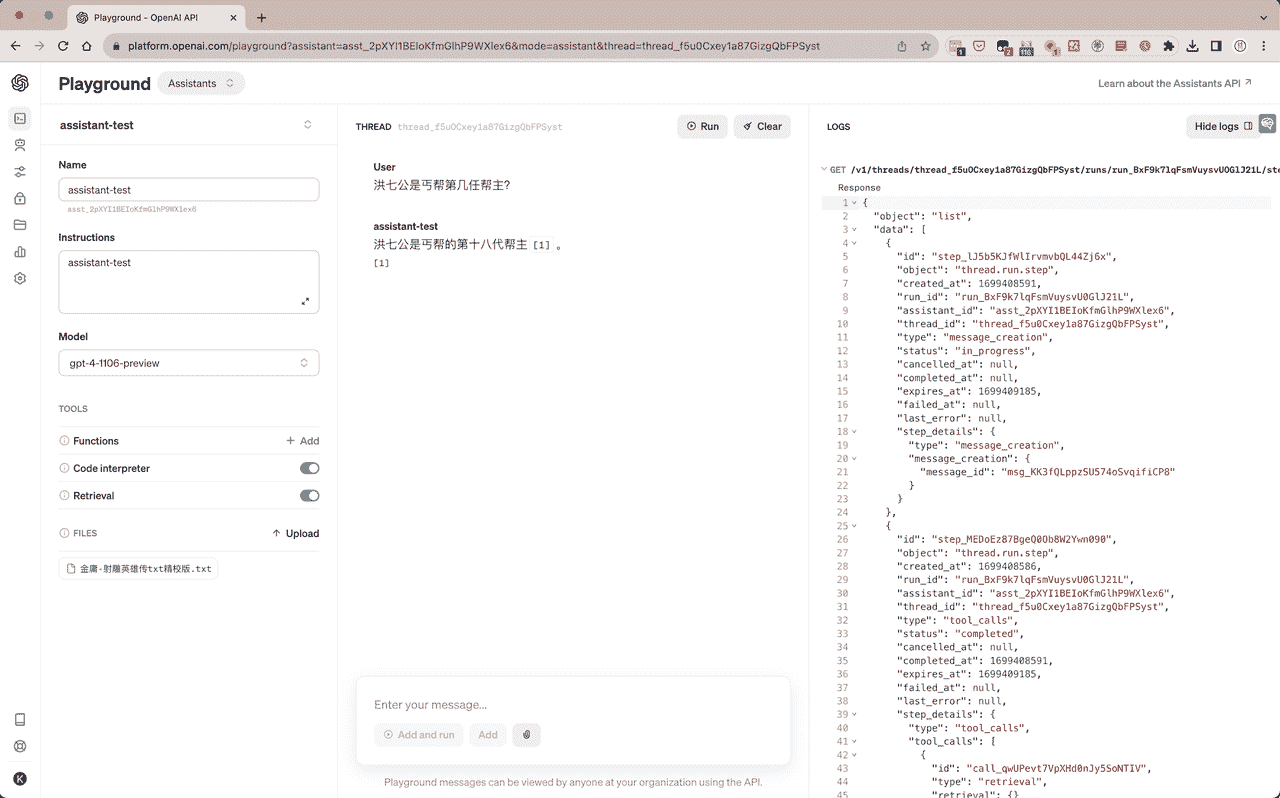 Playground - OpenAI API
platform.openai.com/playground?assistant=asst_2pXYI1BEIoKfmGlhP9WXlex6&mode=assistant&thread=thread_f5u0Cxey1a87GizgQbFPSyst
Playground
Assistants
Learn about the Assistants API
assistant-test
Name
assistant-test
asst_2pXYI1BEIoKfmGlhP9WXlex6
Instructions
assistant-test
Model
gpt-4-1106-preview
TOOLS
Functions
Add
Code interpreter
Retrieval
FILES
Upload
金庸-射雕英雄传txt精校版.txt
K
THREAD thread_f5u0Cxey1a87GizgQbFPSyst
Run
Clear
User
洪七公是丐帮第几任帮主?
assistant-test
洪七公是丐帮的第十八代帮主 [1] 。
[1]
Enter your message...
Add and run
Add
Playground messages can be viewed by anyone at your organization using the API.
LOGS
Hide logs
GET /v1/threads/thread_f5u0Cxey1a87GizgQbFPSyst/runs/run_BxF9k7lqFsmVuysvU0GlJ21L/ste
Response
1 {
2 "object": "list",
3 "data": [
4 {
5 "id": "step_lJ5b5KJfWlIrvmvbQL44Zj6x",
6 "object": "thread.run.step",
7 "created_at": 1699408591,
8 "run_id": "run_BxF9k7lqFsmVuysvU0GlJ21L",
9 "assistant_id": "asst_2pXYI1BEIoKfmGlhP9WXlex6",
10 "thread_id": "thread_f5u0Cxey1a87GizgQbFPSyst",
11 "type": "message_creation",
12 "status": "in_progress",
13 "cancelled_at": null,
14 "completed_at": null,
15 "expires_at": 1699409185,
16 "failed_at": null,
17 "last_error": null,
18 "step_details": {
19 "type": "message_creation",
20 "message_creation": {
21 "message_id": "msg_KK3fQLppzSU574oSvqifiCP8"
22 }
23 }
24 },
25 {
26 "id": "step_MEDoEz87BgeQ0Ob8W2Ywn090",
27 "object": "thread.run.step",
28 "created_at": 1699408586,
29 "run_id": "run_BxF9k7lqFsmVuysvU0GlJ21L",
30 "assistant_id": "asst_2pXYI1BEIoKfmGlhP9WXlex6",
31 "thread_id": "thread_f5u0Cxey1a87GizgQbFPSyst",
32 "type": "tool_calls",
33 "status": "completed",
34 "cancelled_at": null,
35 "completed_at": 1699408591,
36 "expires_at": 1699409185,
37 "failed_at": null,
38 "last_error": null,
39 "step_details": {
40 "type": "tool_calls",
41 "tool_calls": [
42 {
43 "id": "call_qwUPevt7VpXHd0nJy5SoNTIV",
44 "type": "retrieval",
45 "retrieval": {}